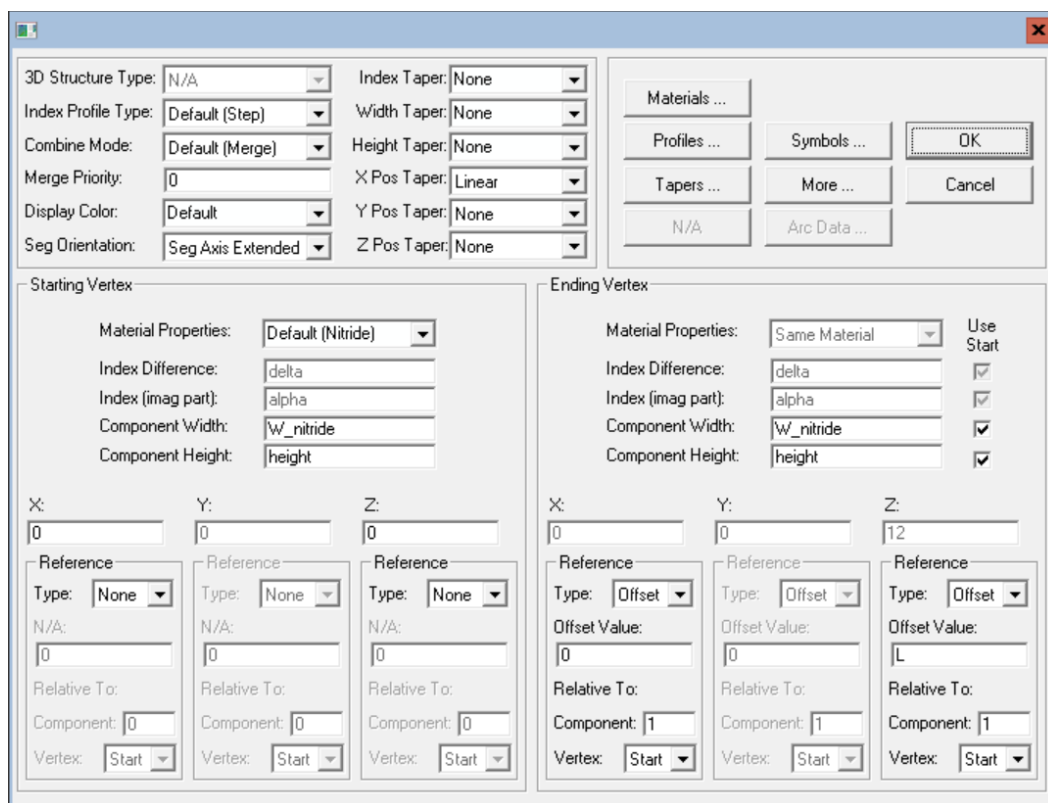 3D Structure Type: N/A
Index Profile Type: Default (Step)
Combine Mode: Default (Merge)
Merge Priority: 0
Display Color: Default
Seg Orientation: Seg Axis Extended
Index Taper: None
Width Taper: None
Height Taper: None
X Pos Taper: Linear
Y Pos Taper: None
Z Pos Taper: None
Materials ...
Profiles ... Symbols ... OK
Tapers ... More ... Cancel
N/A Arc Data ...
Starting Vertex
Material Properties: Default (Nitride)
Index Difference: delta
Index (imag part): alpha
Component Width: W_nitride
Component Height: height
X: Y: Z:
0 0 0
Reference Reference Reference
Type: None Type: None Type: None
N/A: N/A: N/A:
0 0 0
Relative To: Relative To: Relative To:
Component: 0 Component: 0 Component: 0
Vertex: Start Vertex: Start Vertex: Start
Ending Vertex
Material Properties: Same Material Use Start
Index Difference: delta
Index (imag part): alpha
Component Width: W_nitride
Component Height: height
X: Y: Z:
0 0 12
Reference Reference Reference
Type: Offset Type: Offset Type: Offset
Offset Value: Offset Value: Offset Value:
0 0 L
Relative To: Relative To: Relative To:
Component: 1 Component: 1 Component: 1
Vertex: Start Vertex: Start Vertex: Start